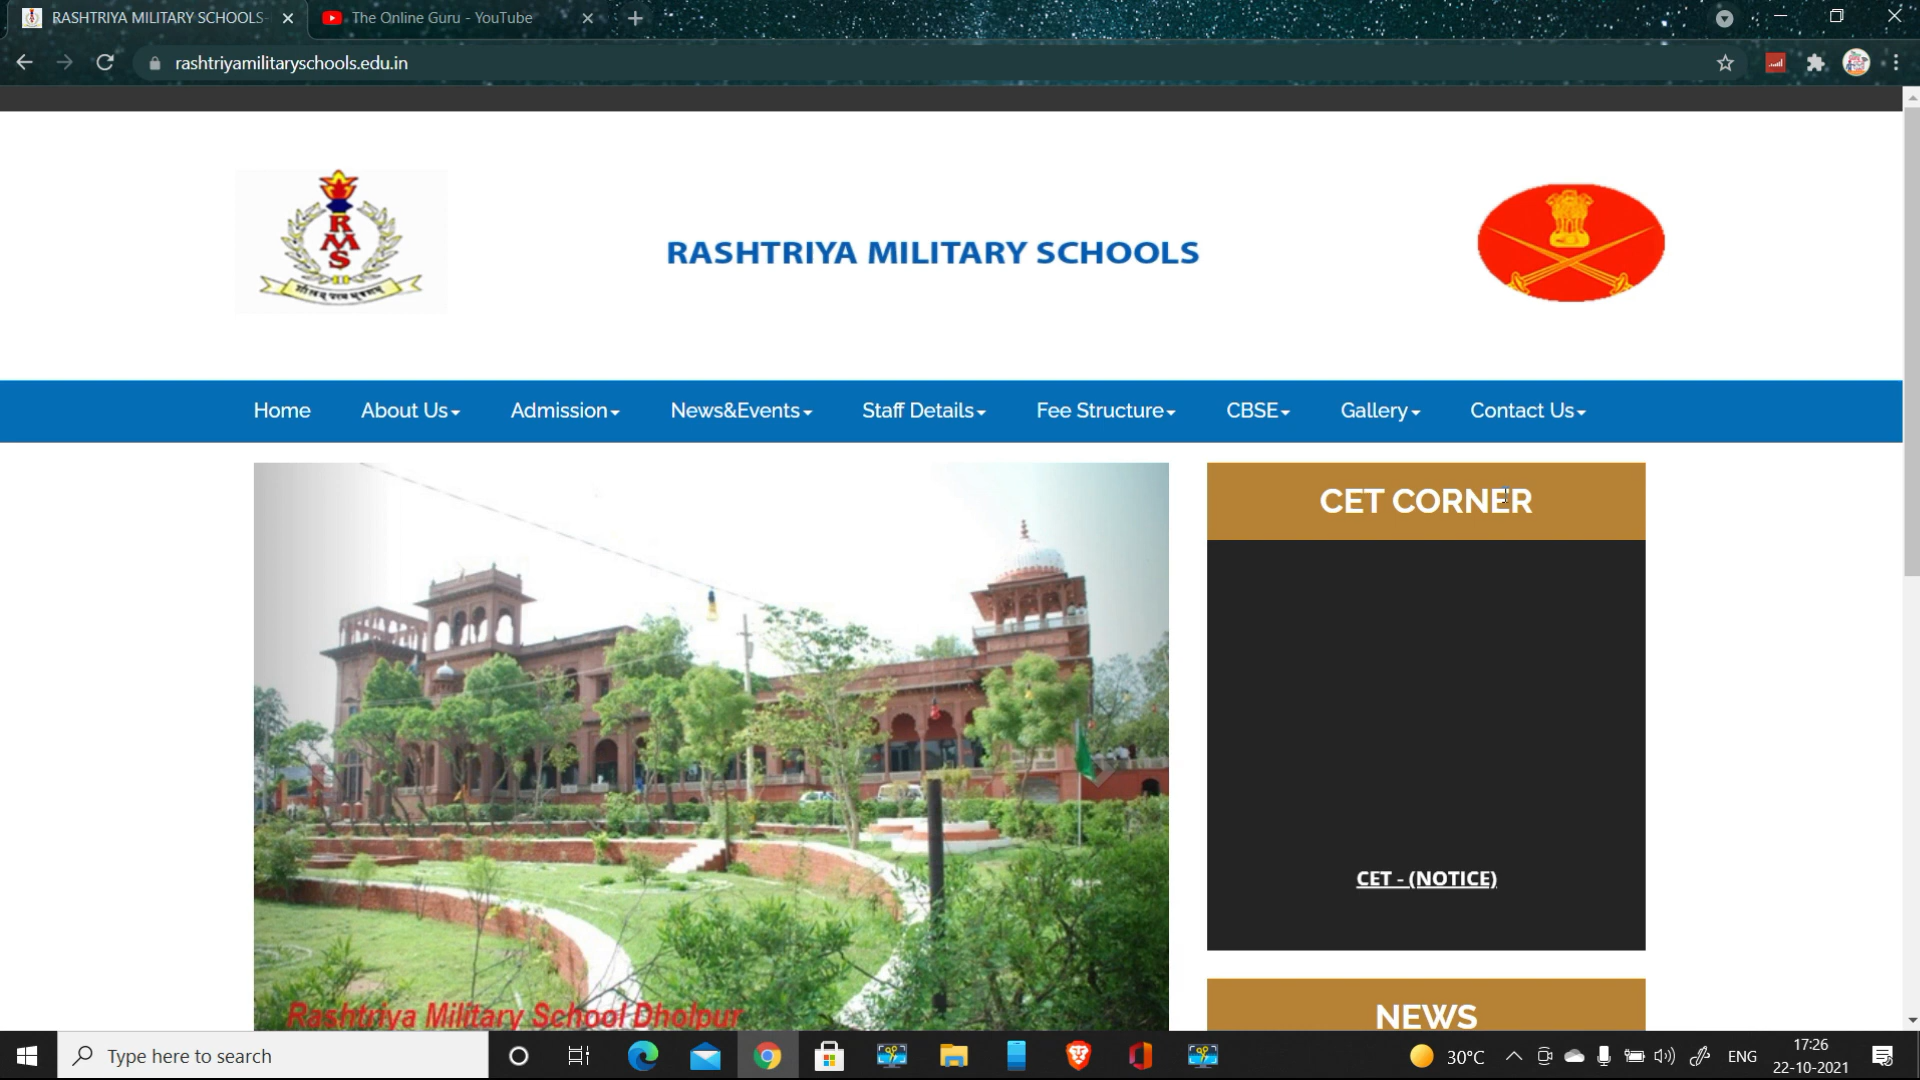 RASHTRIYA MILITARY SCHOOLS-
The Online Guru - YouTube
rashtriyamilitaryschools.edu.in
RMS
RASHTRIYA MILITARY SCHOOLS
Home About Us Admission News&Events Staff Details Fee Structure CBSE Gallery Contact Us
CET CORNER
CET - (NOTICE)
Rashtriya Military School Dholpur
NEWS
Type here to search
30°C
ENG
17:26
22-10-2021